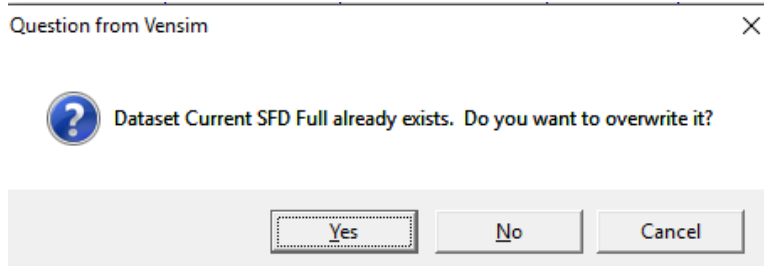 Question from Vensim
Dataset Current SFD Full already exists.  Do you want to overwrite it?
Yes
No
Cancel